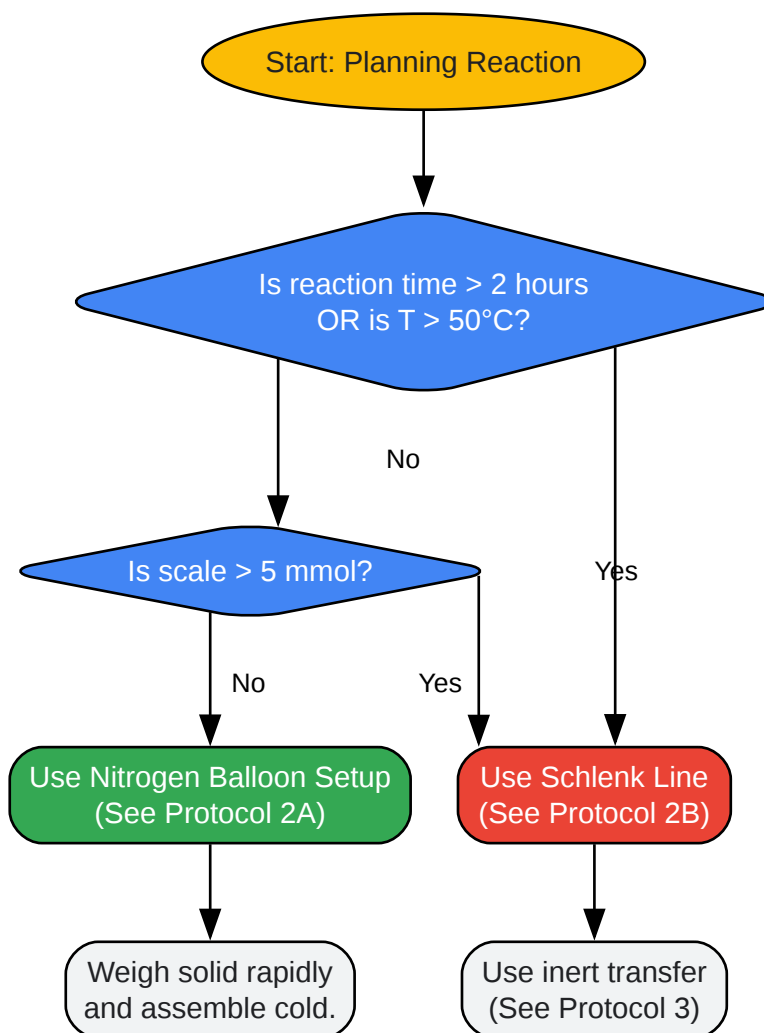 Start: Planning Reaction
Is reaction time > 2 hours
OR is T > 50°C?
No
Yes
Is scale > 5 mmol?
No
Yes
Use Nitrogen Balloon Setup
(See Protocol 2A)
Use Schlenk Line
(See Protocol 2B)
Weigh solid rapidly
and assemble cold.
Use inert transfer
(See Protocol 3)